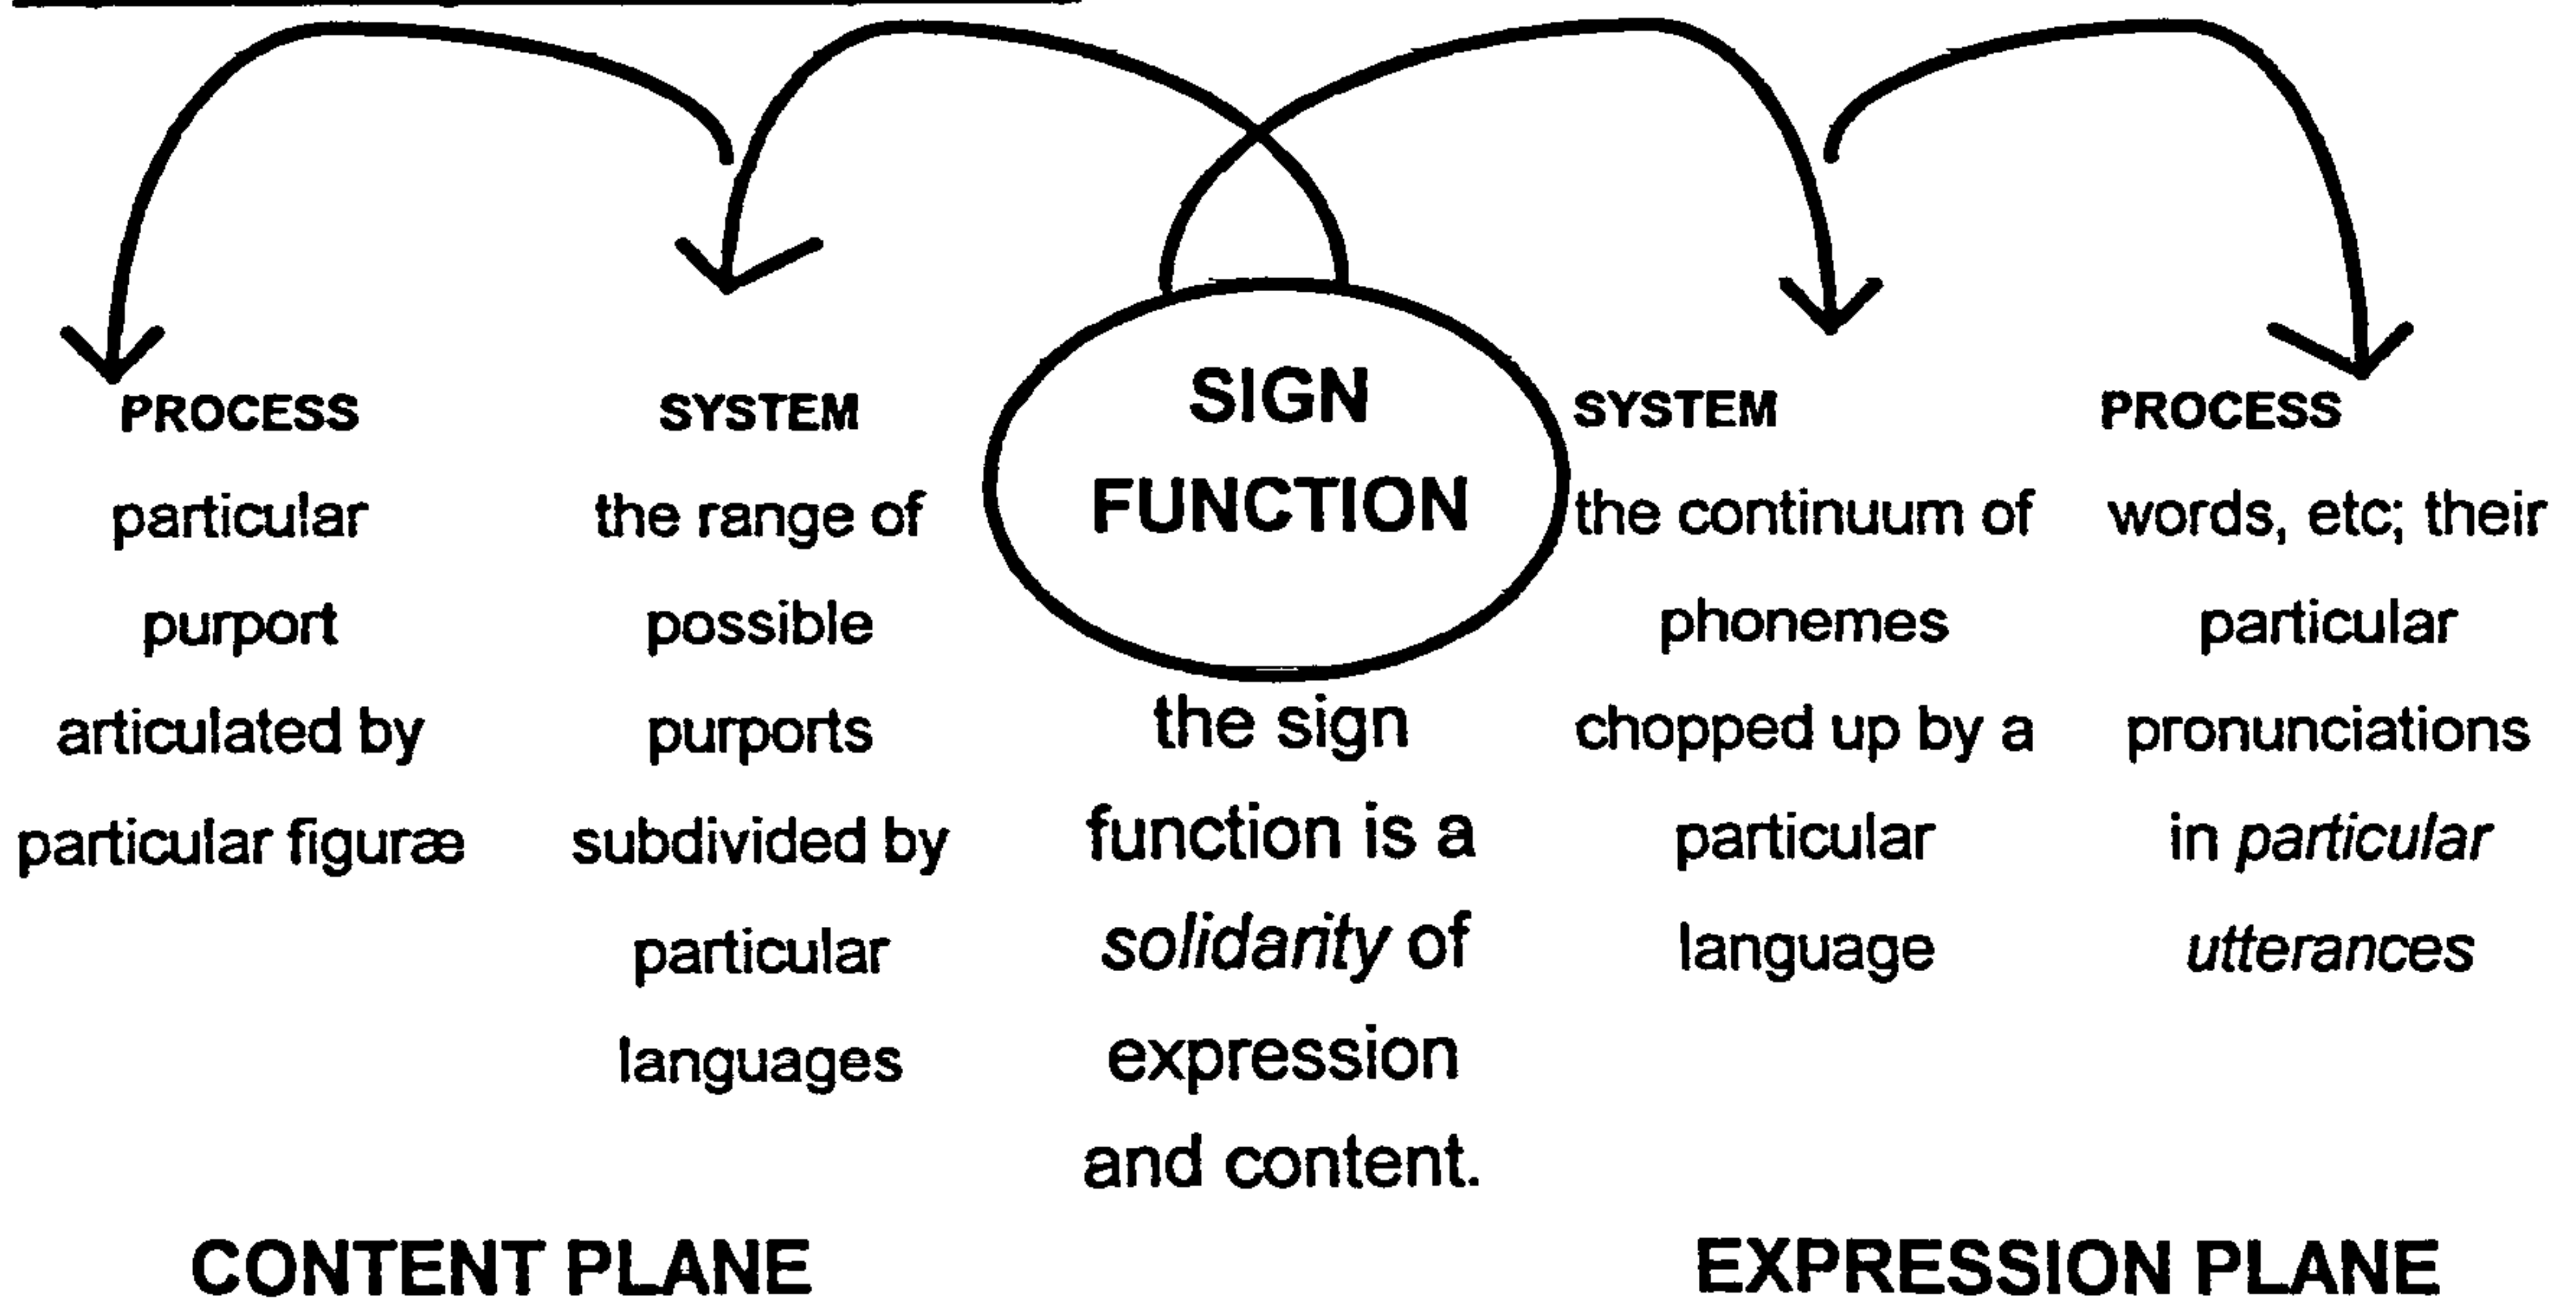 PROCESS
particular
purport
articulated by
particular figuræ
SYSTEM
the range of
possible
purports
subdivided by
particular
languages
SIGN
FUNCTION
the sign
function is a
solidarity of
expression
and content.
SYSTEM
the continuum of
phonemes
chopped up by a
particular
language
PROCESS
words, etc; their
particular
pronunciations
in particular
utterances
CONTENT PLANE
EXPRESSION PLANE